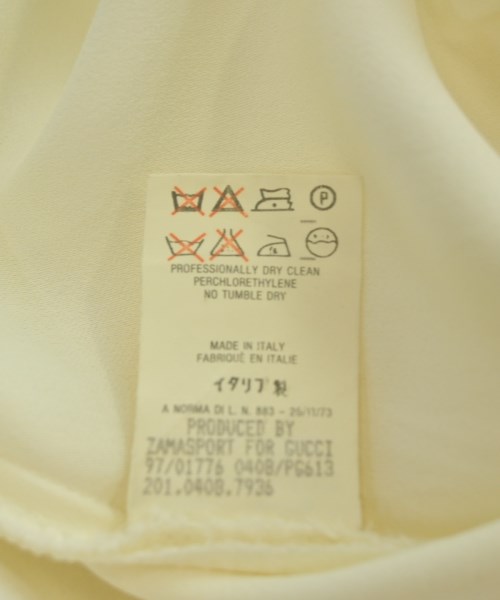 P
PROFESSIONALLY DRY CLEAN
PERCHLORETHYLENE
NO TUMBLE DRY
MADE IN ITALY
FABRIQUÉ EN ITALIE
イタリア製
A NORMA DI L. N. 883 - 26/11/73
PRODUCED BY
ZAMASPORT FOR GUCCI
97/01776 0408/PG613
201.0408.7936